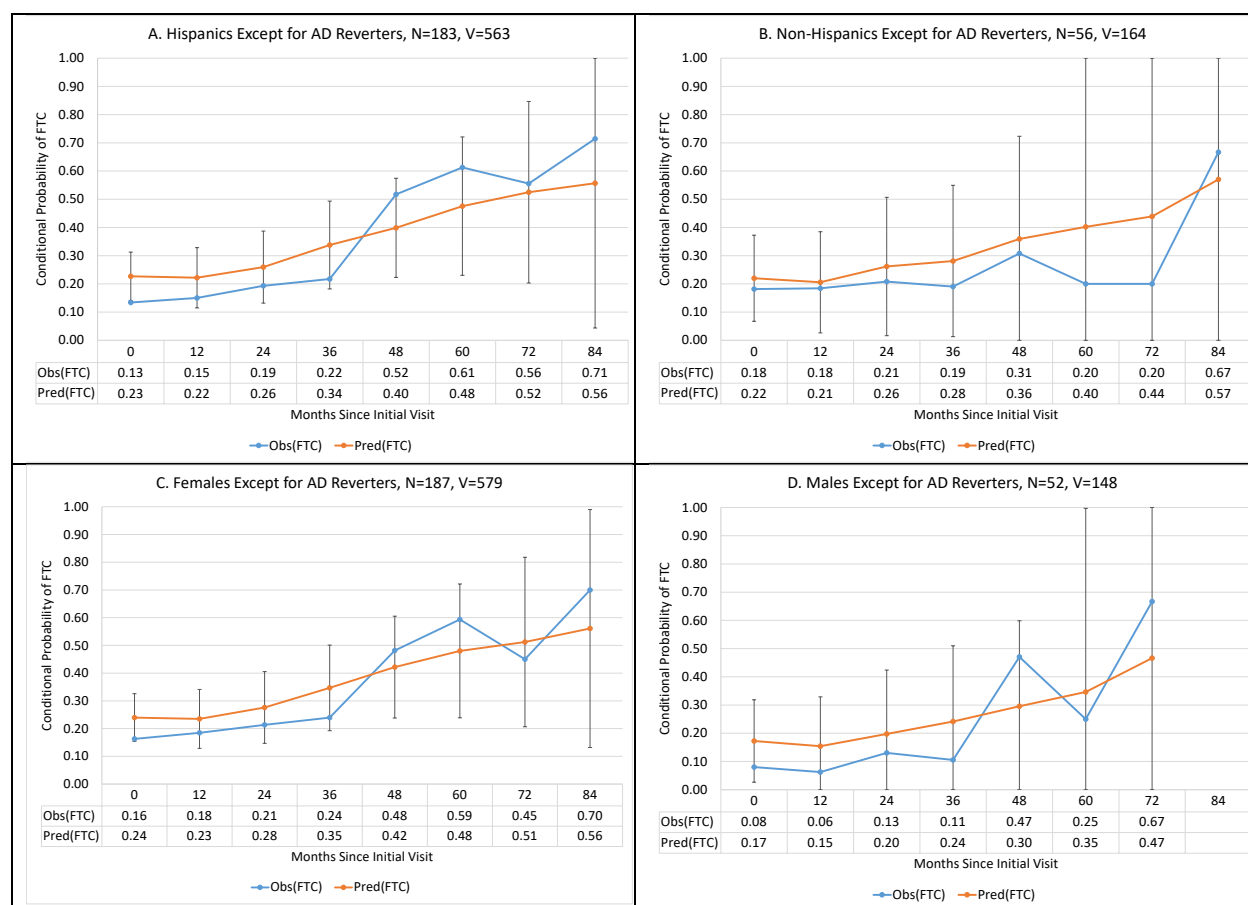 A. Hispanics Except for AD Reverters, N=183, V=563
Conditional Probability of FTC
1.00
0.90
0.80
0.70
0.60
0.50
0.40
0.30
0.20
0.10
0.00
0 12 24 36 48 60 72 84
Obs(FTC) 0.13 0.15 0.19 0.22 0.52 0.61 0.56 0.71
Pred(FTC) 0.23 0.22 0.26 0.34 0.40 0.48 0.52 0.56
Months Since Initial Visit
Obs(FTC) Pred(FTC)
B. Non-Hispanics Except for AD Reverters, N=56, V=164
Conditional Probability of FTC
1.00
0.90
0.80
0.70
0.60
0.50
0.40
0.30
0.20
0.10
0.00
0 12 24 36 48 60 72 84
Obs(FTC) 0.18 0.18 0.21 0.19 0.31 0.20 0.20 0.67
Pred(FTC) 0.22 0.21 0.26 0.28 0.36 0.40 0.44 0.57
Months Since Initial Visit
Obs(FTC) Pred(FTC)
C. Females Except for AD Reverters, N=187, V=579
Conditional Probability of FTC
1.00
0.90
0.80
0.70
0.60
0.50
0.40
0.30
0.20
0.10
0.00
0 12 24 36 48 60 72 84
Obs(FTC) 0.16 0.18 0.21 0.24 0.48 0.59 0.45 0.70
Pred(FTC) 0.24 0.23 0.28 0.35 0.42 0.48 0.51 0.56
Months Since Initial Visit
Obs(FTC) Pred(FTC)
D. Males Except for AD Reverters, N=52, V=148
Conditional Probability of FTC
1.00
0.90
0.80
0.70
0.60
0.50
0.40
0.30
0.20
0.10
0.00
0 12 24 36 48 60 72 84
Obs(FTC) 0.08 0.06 0.13 0.11 0.47 0.25 0.67
Pred(FTC) 0.17 0.15 0.20 0.24 0.30 0.35 0.47
Months Since Initial Visit
Obs(FTC) Pred(FTC)